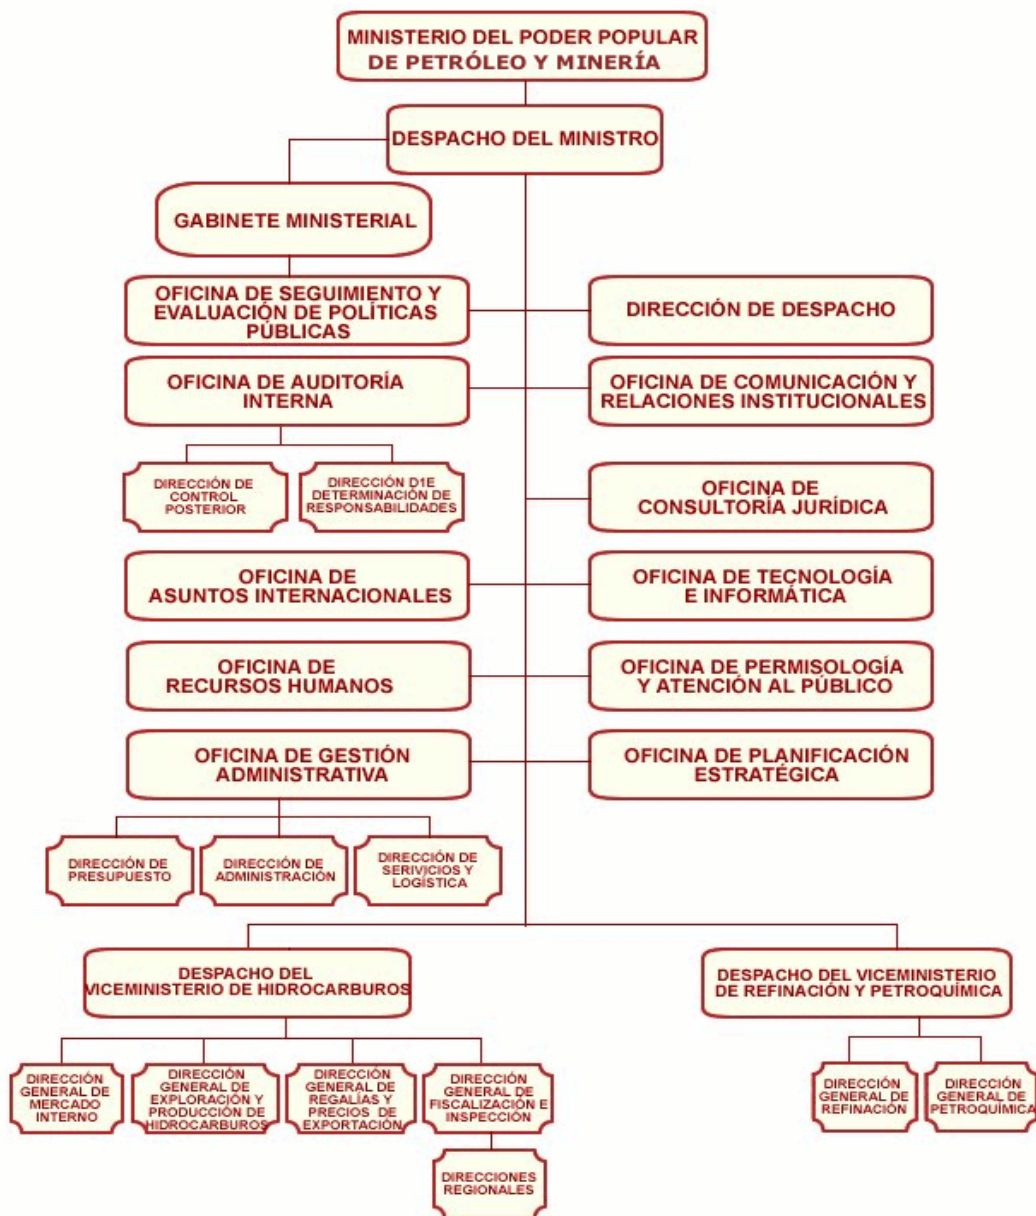 MINISTERIO DEL PODER POPULAR
DE PETRÓLEO Y MINERÍA
DESPACHO DEL MINISTRO
GABINETE MINISTERIAL
OFICINA DE SEGUIMIENTO Y
EVALUACIÓN DE POLÍTICAS
PÚBLICAS
DIRECCIÓN DE DESPACHO
OFICINA DE AUDITORÍA
INTERNA
OFICINA DE COMUNICACIÓN Y
RELACIONES INSTITUCIONALES
DIRECCIÓN DE
CONTROL
POSTERIOR
DIRECCIÓN D1E
DETERMINACIÓN DE
RESPONSABILIDADES
OFICINA DE
CONSULTORÍA JURÍDICA
OFICINA DE
ASUNTOS INTERNACIONALES
OFICINA DE TECNOLOGÍA
E INFORMÁTICA
OFICINA DE
RECURSOS HUMANOS
OFICINA DE PERMISOLOGÍA
Y ATENCIÓN AL PÚBLICO
OFICINA DE GESTIÓN
ADMINISTRATIVA
OFICINA DE PLANIFICACIÓN
ESTRATÉGICA
DIRECCIÓN DE
PRESUPUESTO
DIRECCIÓN DE
ADMINISTRACIÓN
DIRECCIÓN DE
SERIVICIOS Y
LOGÍSTICA
DESPACHO DEL
VICEMINISTERIO DE HIDROCARBUROS
DESPACHO DEL VICEMINISTERIO
DE REFINACIÓN Y PETROQUÍMICA
DIRECCIÓN
GENERAL DE
MERCADO
INTERNO
DIRECCIÓN
GENERAL DE
EXPLORACIÓN Y
PRODUCCIÓN DE
HIDROCARBUROS
DIRECCIÓN
GENERAL DE
REGALÍAS Y
PRECIOS DE
EXPORTACIÓN
DIRECCIÓN
GENERAL DE
FISCALIZACIÓN E
INSPECCIÓN
DIRECCIÓN
GENERAL DE
REFINACIÓN
DIRECCIÓN
GENERAL DE
PETROQUÍMICA
DIRECCIONES
REGIONALES